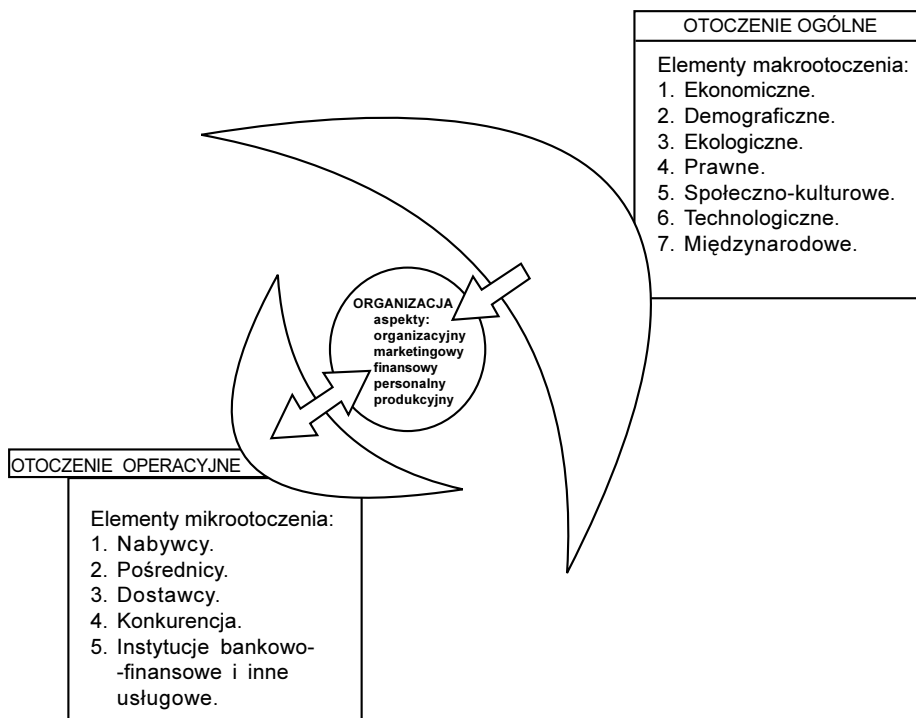 OTOCZENIE OGÓLNE
Elementy makrootoczenia:
1. Ekonomiczne.
2. Demograficzne.
3. Ekologiczne.
4. Prawne.
5. Społeczno-kulturowe.
6. Technologiczne.
7. Międzynarodowe.
ORGANIZACJA
aspekty:
organizacyjny
marketingowy
finansowy
personalny
produkcyjny
OTOCZENIE OPERACYJNE
Elementy mikrootoczenia:
1. Nabywcy.
2. Pośrednicy.
3. Dostawcy.
4. Konkurencja.
5. Instytucje bankowo-
-finansowe i inne
usługowe.